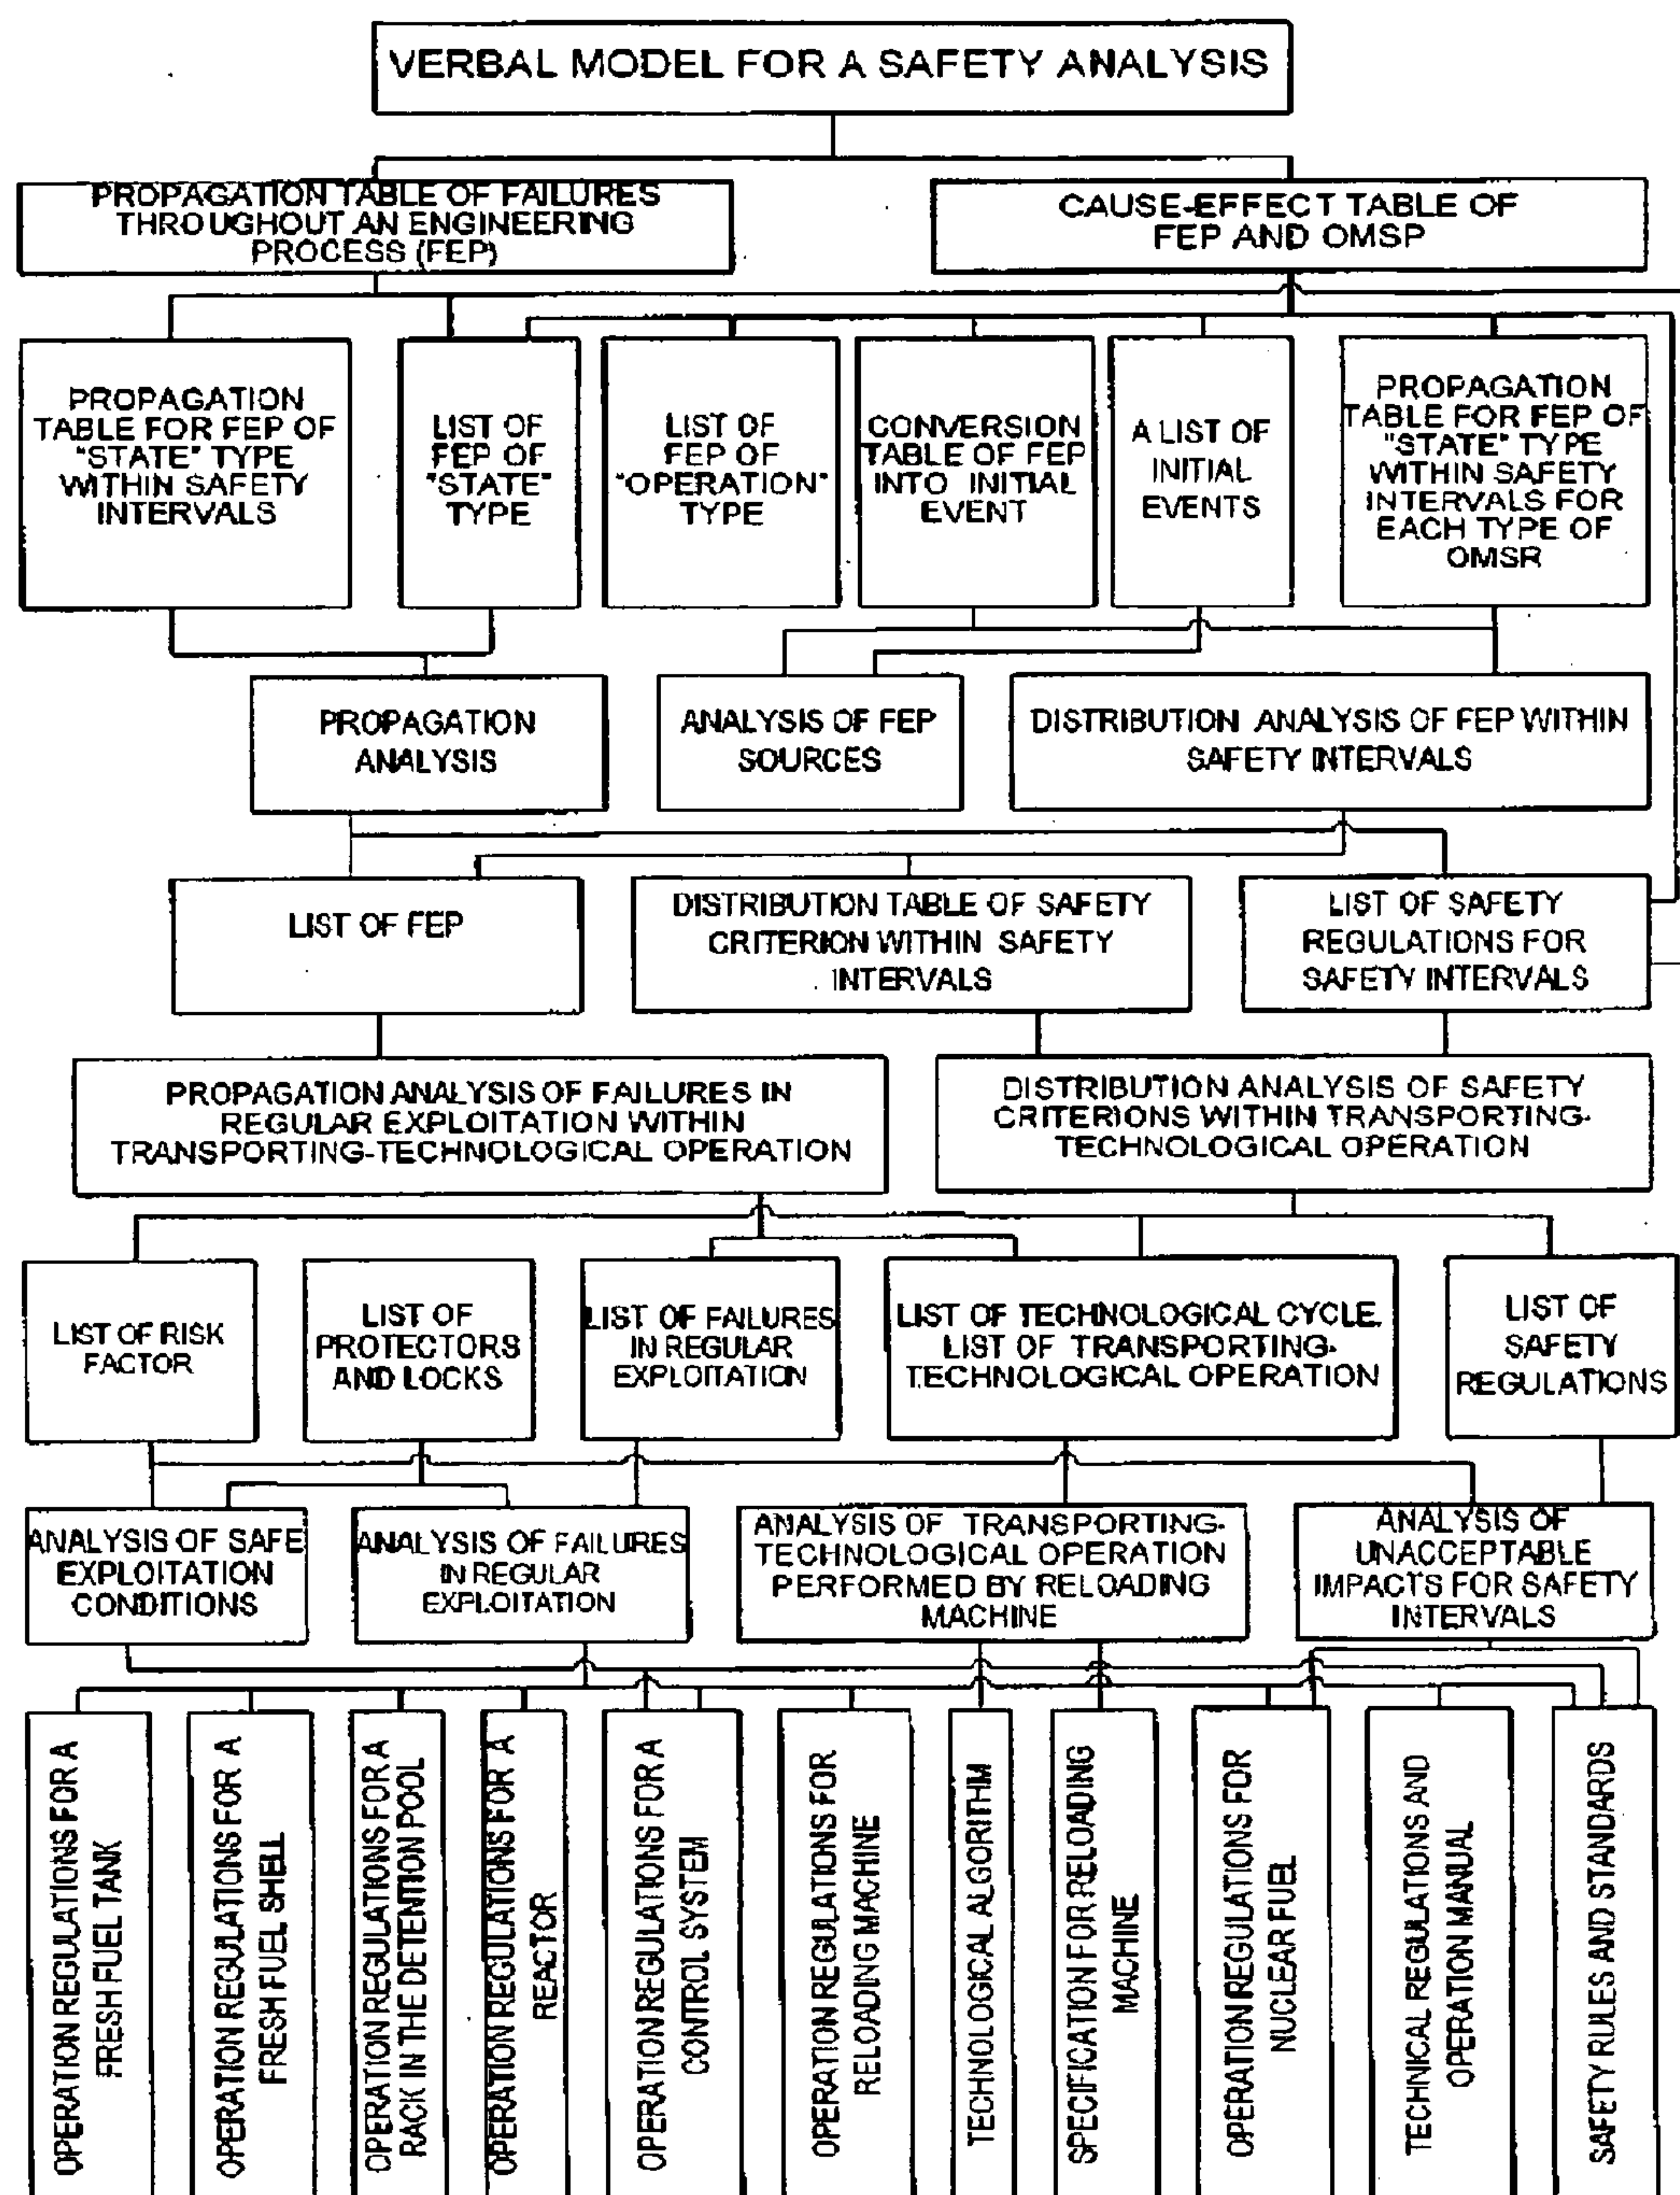 VERBAL MODEL FOR A SAFETY ANALYSIS
PROPAGATION TABLE OF FAILURES
THROUGHOUT AN ENGINEERING
PROCESS (FEP)
CAUSE-EFFECT TABLE OF
FEP AND OMSP
PROPAGATION
TABLE FOR FEP OF
"STATE" TYPE
WITHIN SAFETY
INTERVALS
LIST OF
FEP OF
"STATE"
TYPE
LIST OF
FEP OF
"OPERATION"
TYPE
CONVERSION
TABLE OF FEP
INTO INITIAL
EVENT
A LIST OF
INITIAL
EVENTS
PROPAGATION
TABLE FOR FEP OF
"STATE" TYPE
WITHIN SAFETY
INTERVALS FOR
EACH TYPE OF
OMSR
PROPAGATION
ANALYSIS
ANALYSIS OF FEP
SOURCES
DISTRIBUTION ANALYSIS OF FEP WITHIN
SAFETY INTERVALS
LIST OF FEP
DISTRIBUTION TABLE OF SAFETY
CRITERION WITHIN SAFETY
INTERVALS
LIST OF SAFETY
REGULATIONS FOR
SAFETY INTERVALS
PROPAGATION ANALYSIS OF FAILURES IN
REGULAR EXPLOITATION WITHIN
TRANSPORTING-TECHNOLOGICAL OPERATION
DISTRIBUTION ANALYSIS OF SAFETY
CRITERIONS WITHIN TRANSPORTING-
TECHNOLOGICAL OPERATION
LIST OF RISK
FACTOR
LIST OF
PROTECTORS
AND LOCKS
LIST OF FAILURES
IN REGULAR
EXPLOITATION
LIST OF TECHNOLOGICAL CYCLE.
LIST OF TRANSPORTING-
TECHNOLOGICAL OPERATION
LIST OF
SAFETY
REGULATIONS
ANALYSIS OF SAFE
EXPLOITATION
CONDITIONS
ANALYSIS OF FAILURES
IN REGULAR
EXPLOITATION
ANALYSIS OF TRANSPORTING-
TECHNOLOGICAL OPERATION
PERFORMED BY RELOADING
MACHINE
ANALYSIS OF
UNACCEPTABLE
IMPACTS FOR SAFETY
INTERVALS
OPERATION REGULATIONS FOR A
FRESH FUEL TANK
OPERATION REGULATIONS FOR A
FRESH FUEL SHELL
OPERATION REGULATIONS FOR A
RACK IN THE DETENTION POOL
OPERATION REGULATIONS FOR A
REACTOR
OPERATION REGULATIONS FOR A
CONTROL SYSTEM
OPERATION REGULATIONS FOR
RELOADING MACHINE
TECHNOLOGICAL ALGORITHM
SPECIFICATION FOR RELOADING
MACHINE
OPERATION REGULATIONS FOR
NUCLEAR FUEL
TECHNICAL REGULATIONS AND
OPERATION MANUAL
SAFETY RULES AND STANDARDS